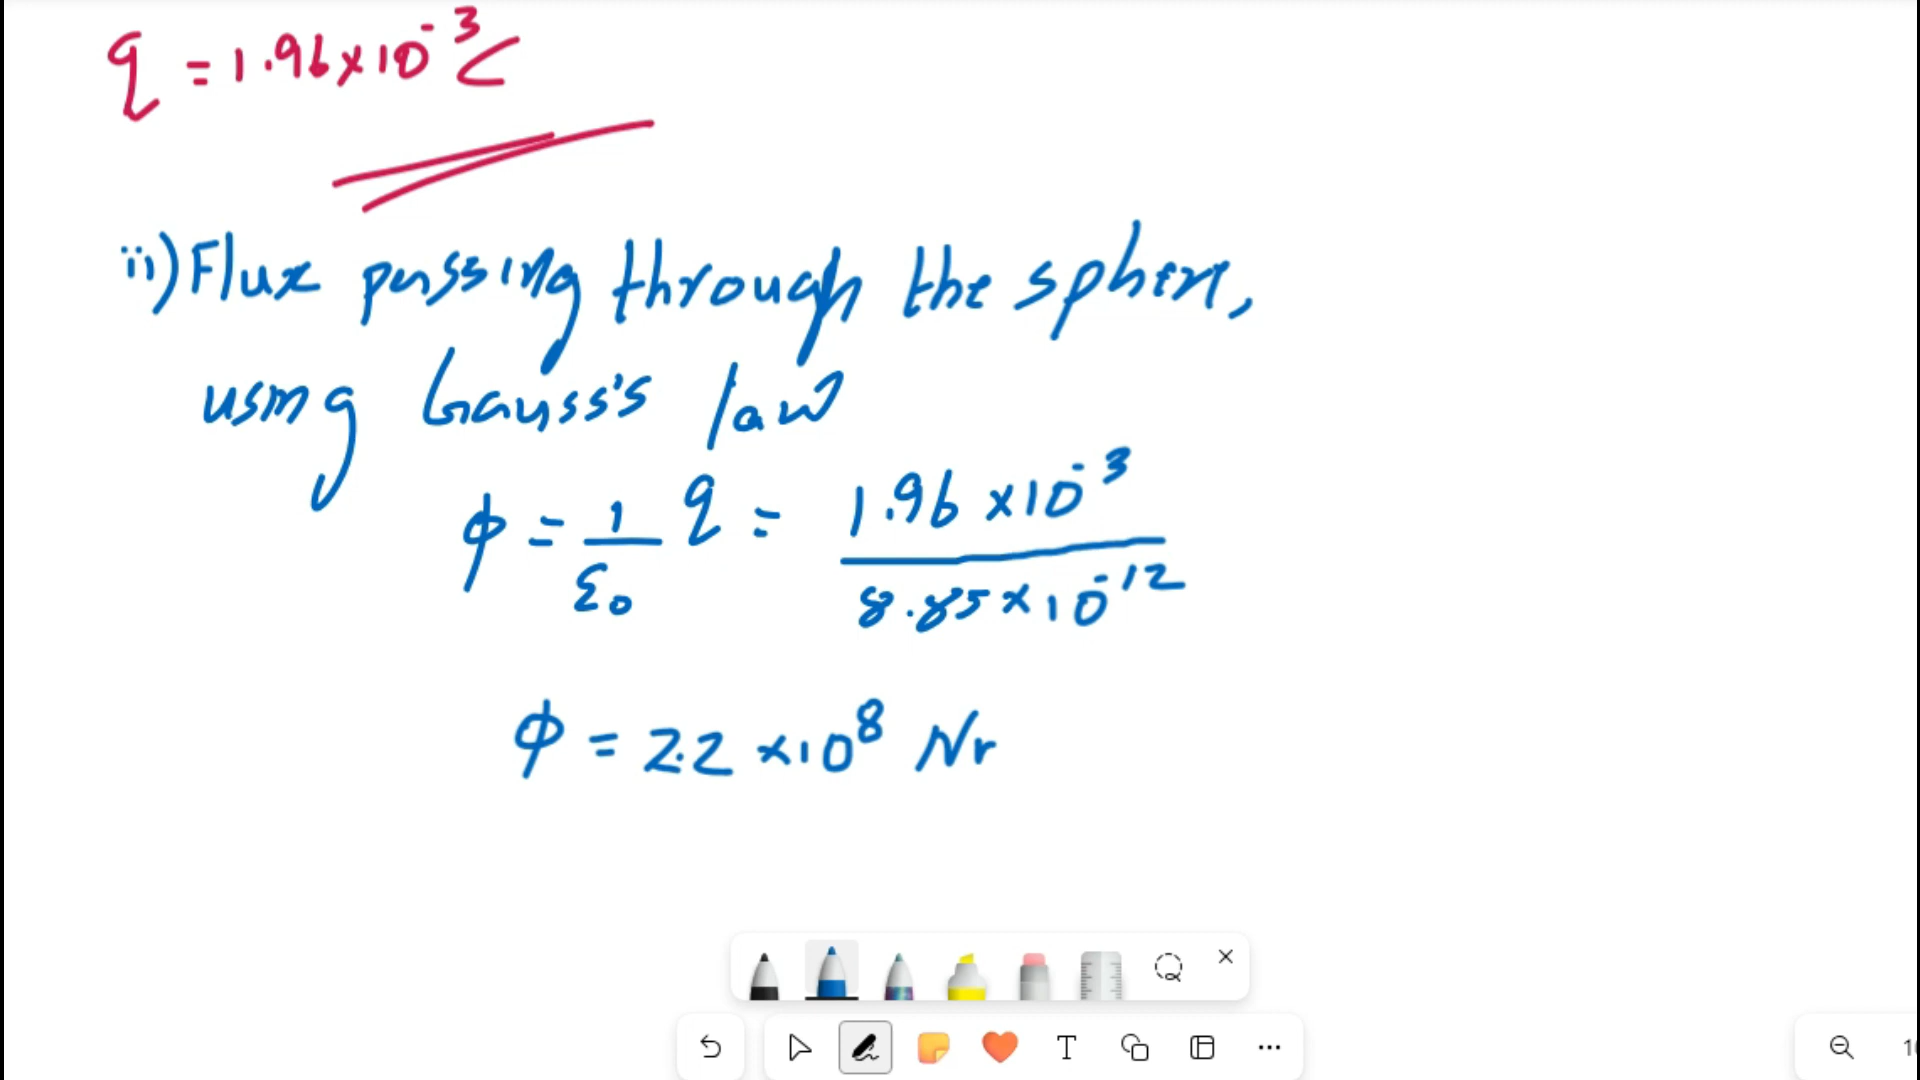 q = 1.96×10⁻³C
ii) Flux passing through the sphere,
using Gauss's law
ϕ = 1/ε₀ q = 1.96 ×10⁻³ / 8.85×10⁻¹²
ϕ = 2.2 ×10⁸ Nr
T